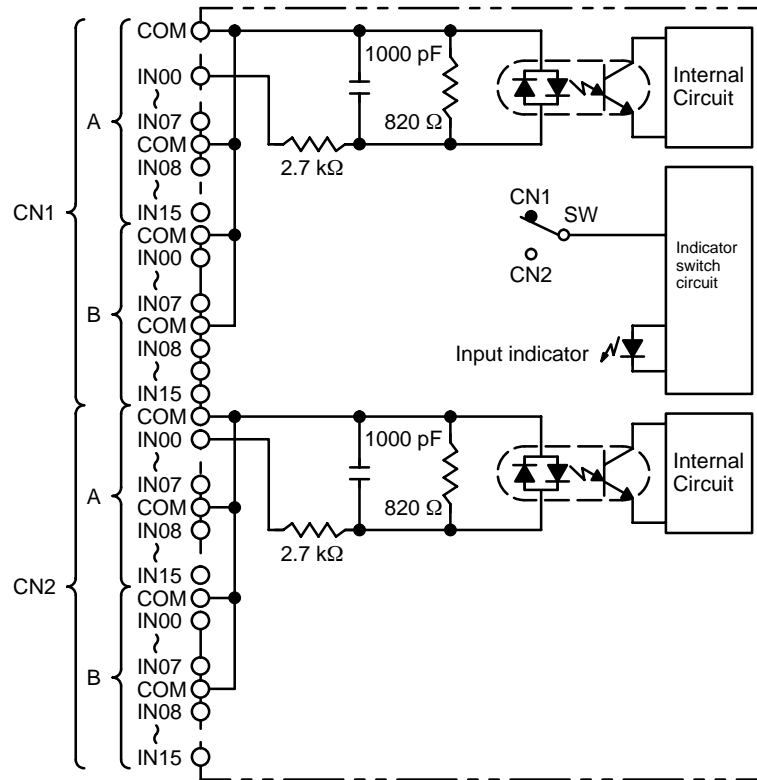 COM
1000 pF
Internal
Circuit
IN00
A
IN07
820 Ω
COM
2.7 kΩ
IN08
CN1
IN15
CN1
SW
COM
Indicator
switch
circuit
IN00
CN2
B
IN07
COM
Input indicator
IN08
IN15
COM
1000 pF
Internal
Circuit
IN00
A
IN07
820 Ω
COM
2.7 kΩ
IN08
IN15
CN2
COM
IN00
B
IN07
COM
IN08
IN15